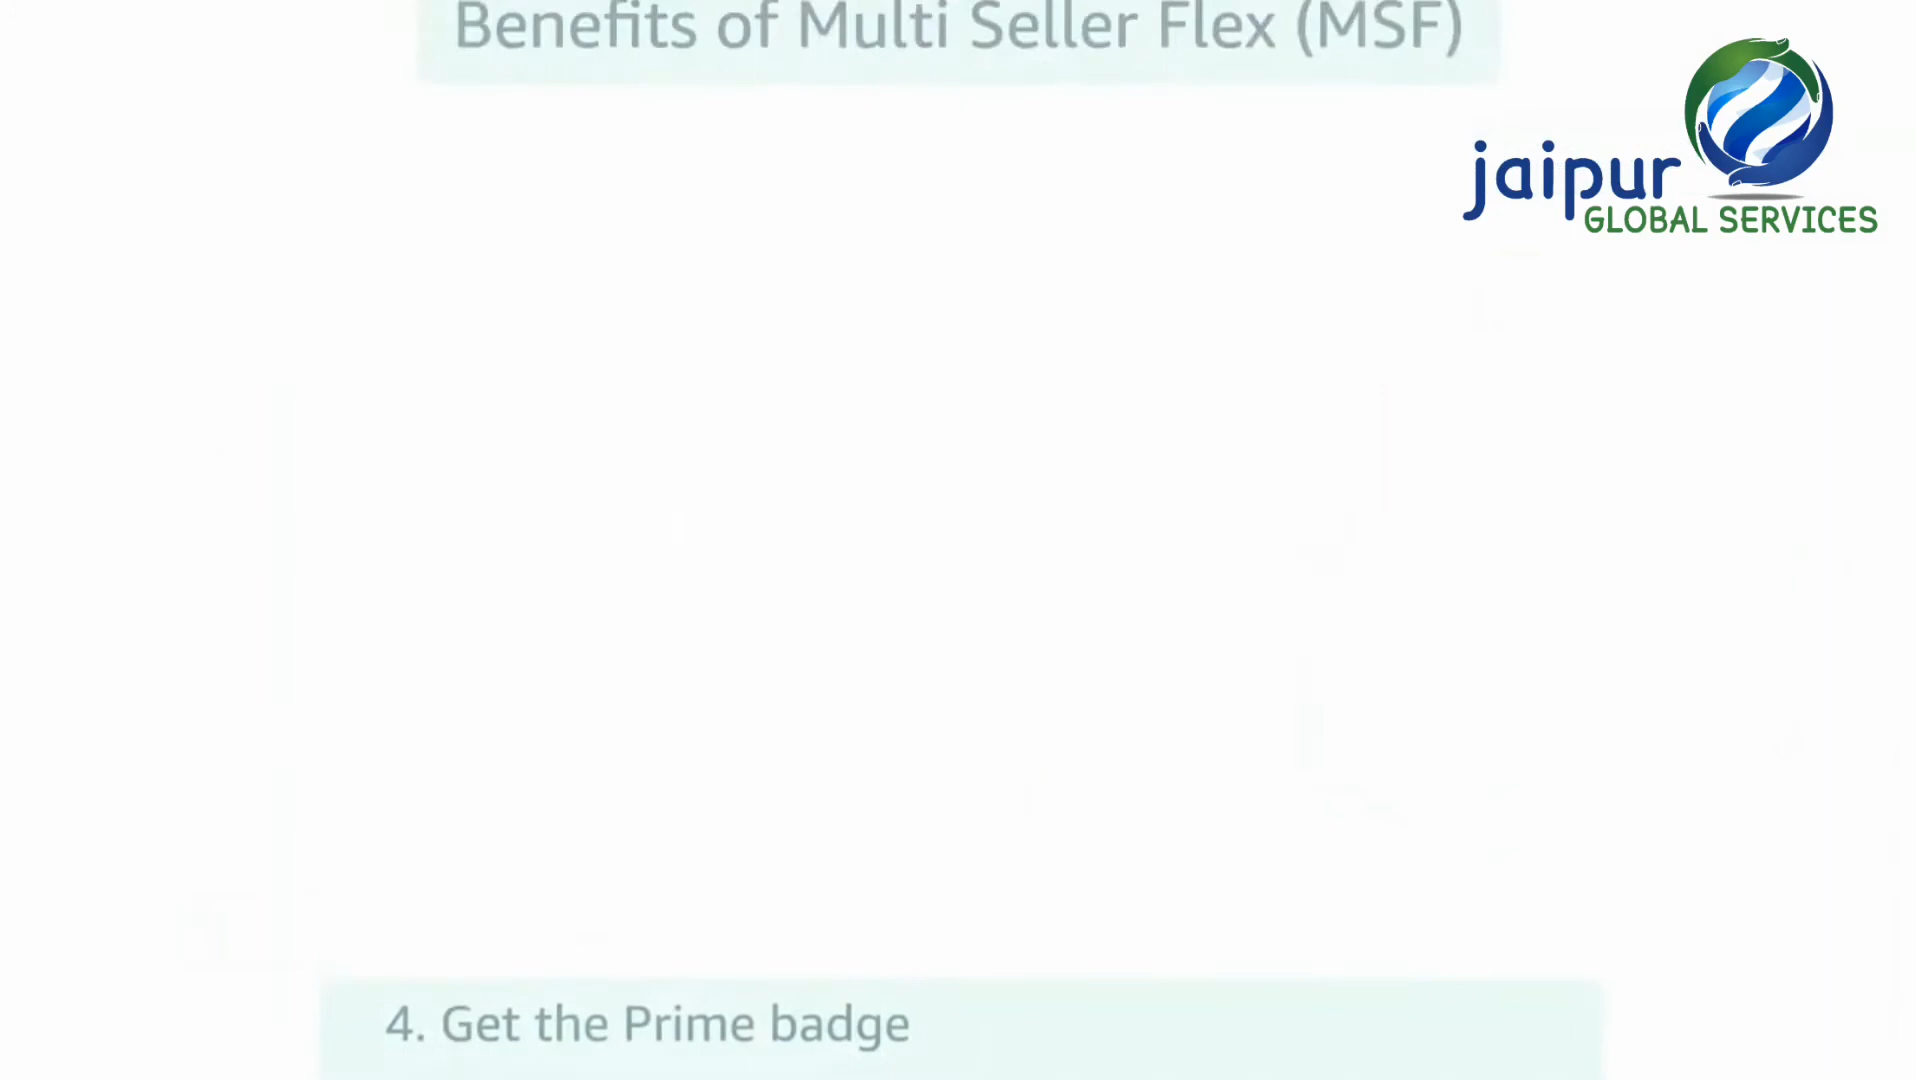 Benefits of Multi Seller Flex (MSF)
jaipur
GLOBAL SERVICES
4. Get the Prime badge